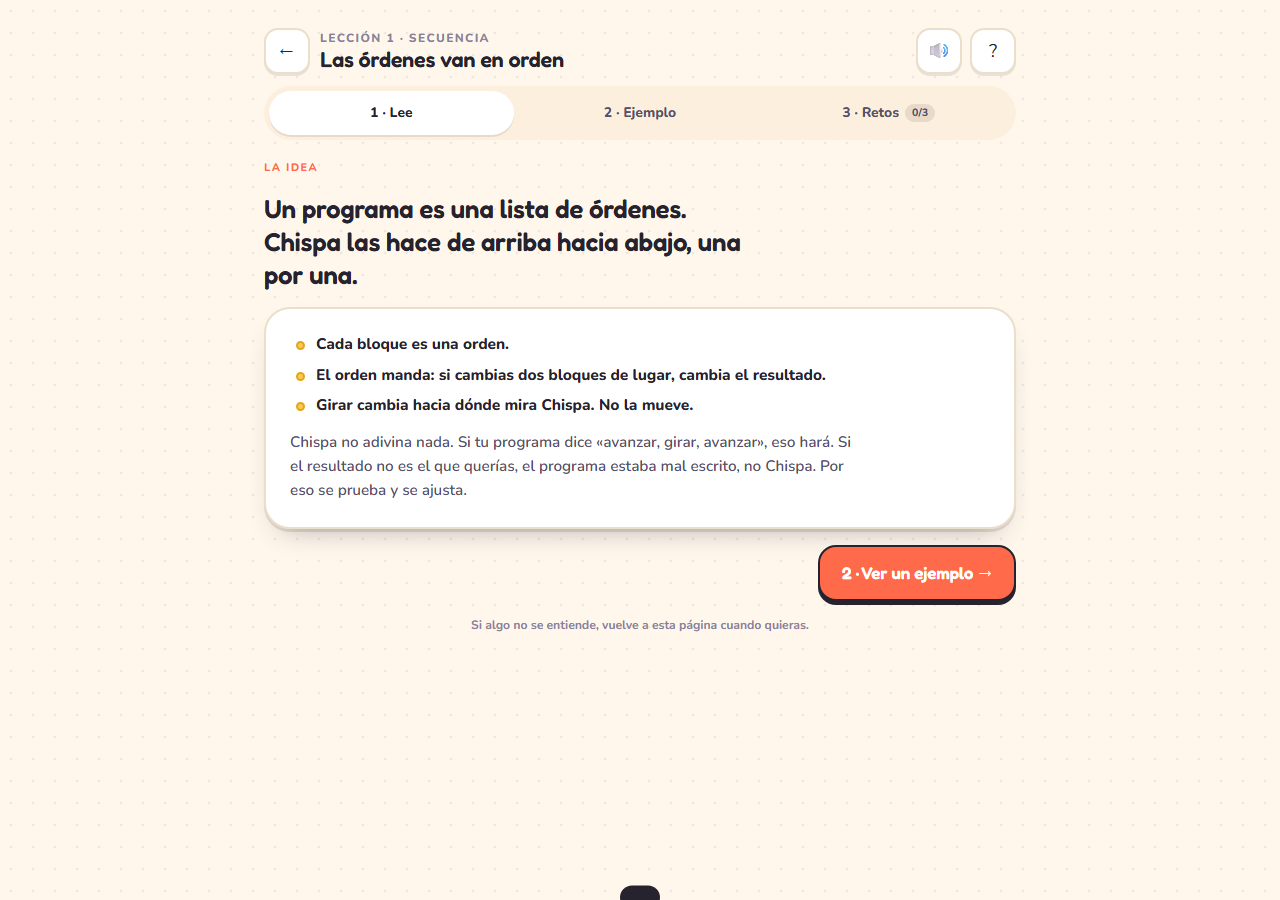 ←
LECCIÓN 1 · SECUENCIA
Las órdenes van en orden
?
1 · Lee
2 · Ejemplo
3 · Retos 0/3
LA IDEA
Un programa es una lista de órdenes.
Chispa las hace de arriba hacia abajo, una
por una.
Cada bloque es una orden.
El orden manda: si cambias dos bloques de lugar, cambia el resultado.
Girar cambia hacia dónde mira Chispa. No la mueve.
Chispa no adivina nada. Si tu programa dice «avanzar, girar, avanzar», eso hará. Si
el resultado no es el que querías, el programa estaba mal escrito, no Chispa. Por
eso se prueba y se ajusta.
2 · Ver un ejemplo →
Si algo no se entiende, vuelve a esta página cuando quieras.